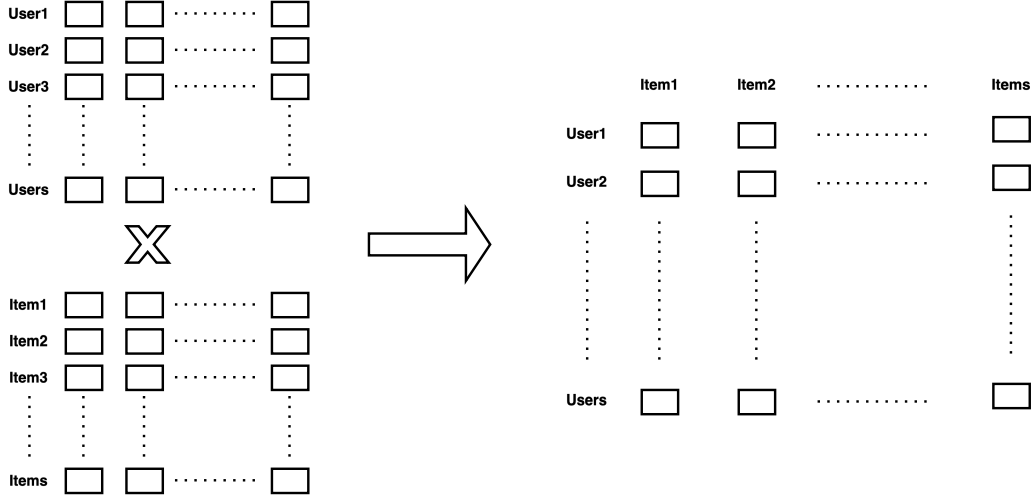 User1
User2
User3
Users
X
Item1
Item2
Item3
Items
Item1 Item2 Items
User1
User2
Users